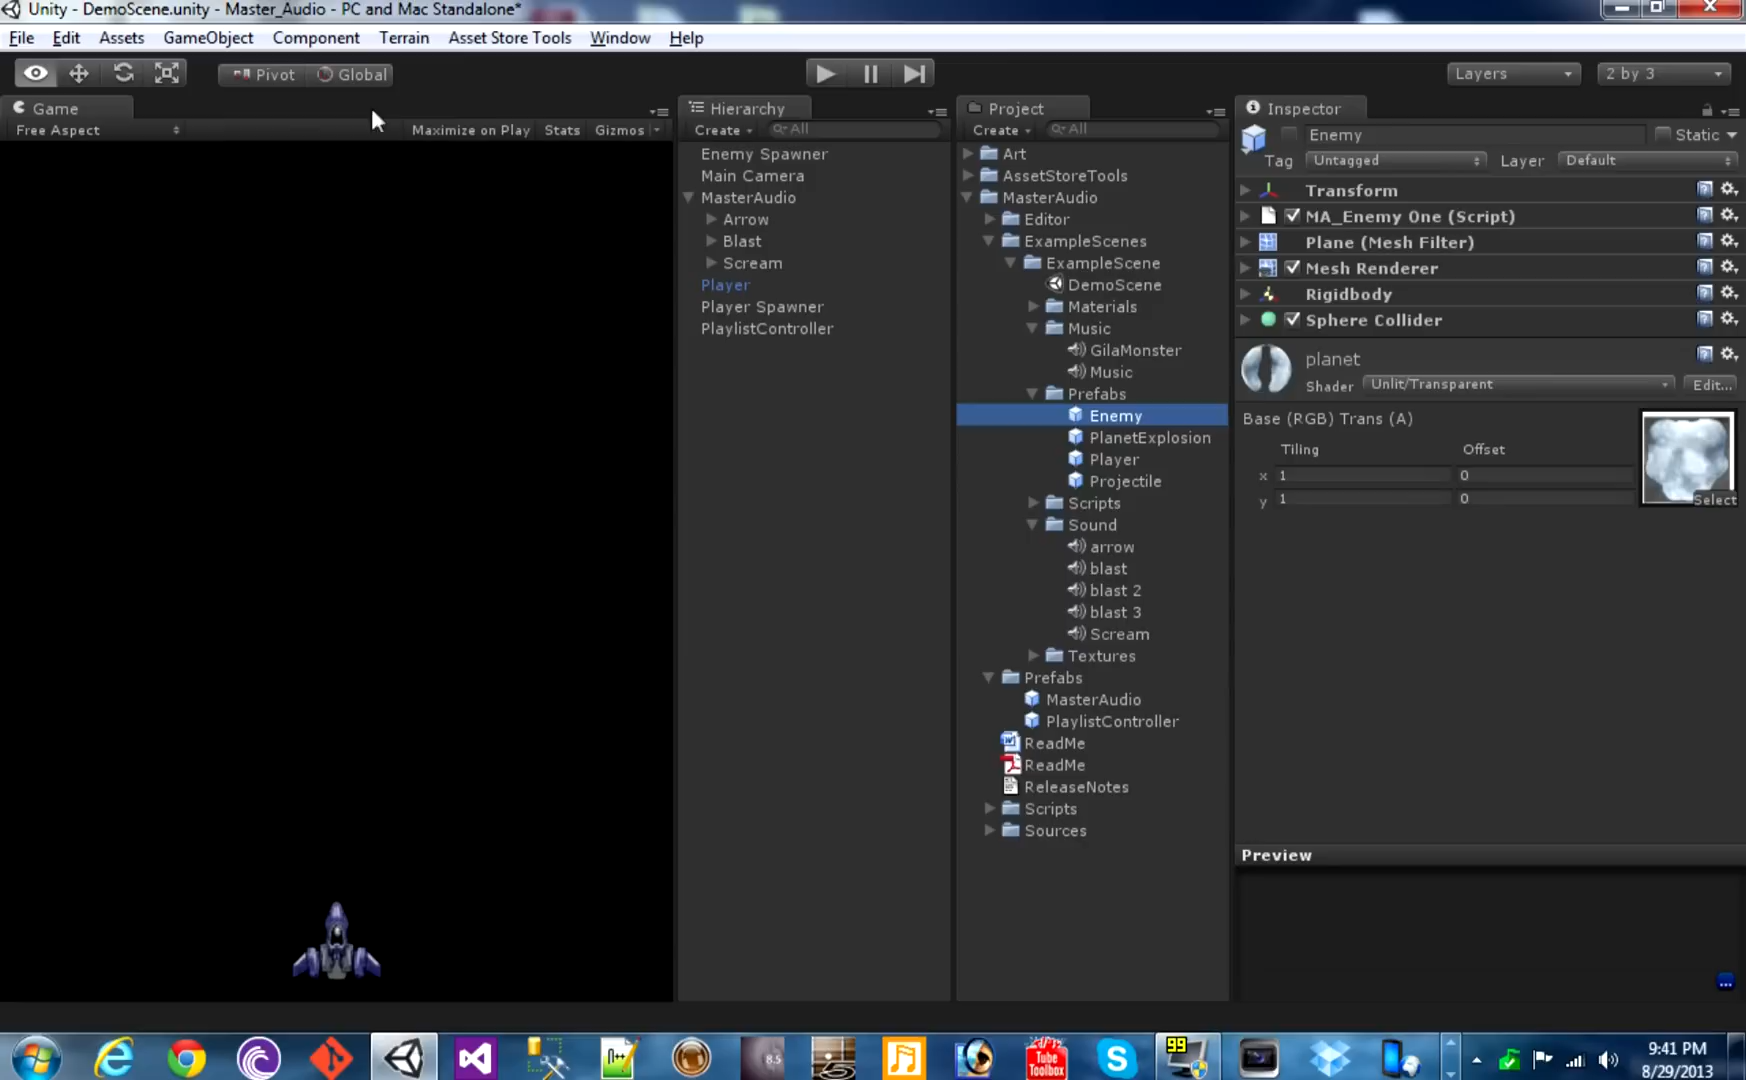 Unity - DemoScene.unity - Master_Audio - PC and Mac Standalone*
File Edit Assets GameObject Component Terrain Asset Store Tools Window Help
Pivot Global
Layers
2 by 3
Game
Free Aspect
Maximize on Play Stats Gizmos
Hierarchy
Create All
Enemy Spawner
Main Camera
MasterAudio
Arrow
Blast
Scream
Player
Player Spawner
PlaylistController
Project
Create All
Art
AssetStoreTools
MasterAudio
Editor
ExampleScenes
ExampleScene
DemoScene
Materials
Music
GilaMonster
Music
Prefabs
Enemy
PlanetExplosion
Player
Projectile
Scripts
Sound
arrow
blast
blast 2
blast 3
Scream
Textures
Prefabs
MasterAudio
PlaylistController
ReadMe
ReadMe
ReleaseNotes
Scripts
Sources
Inspector
Enemy Static
Tag Untagged Layer Default
Transform
MA_Enemy One (Script)
Plane (Mesh Filter)
Mesh Renderer
Rigidbody
Sphere Collider
planet
Shader Unlit/Transparent Edit...
Base (RGB) Trans (A)
Tiling Offset
x 1 0
y 1 0
Select
Preview
8.5
Tube
Toolbox
99
9:41 PM
8/29/2013